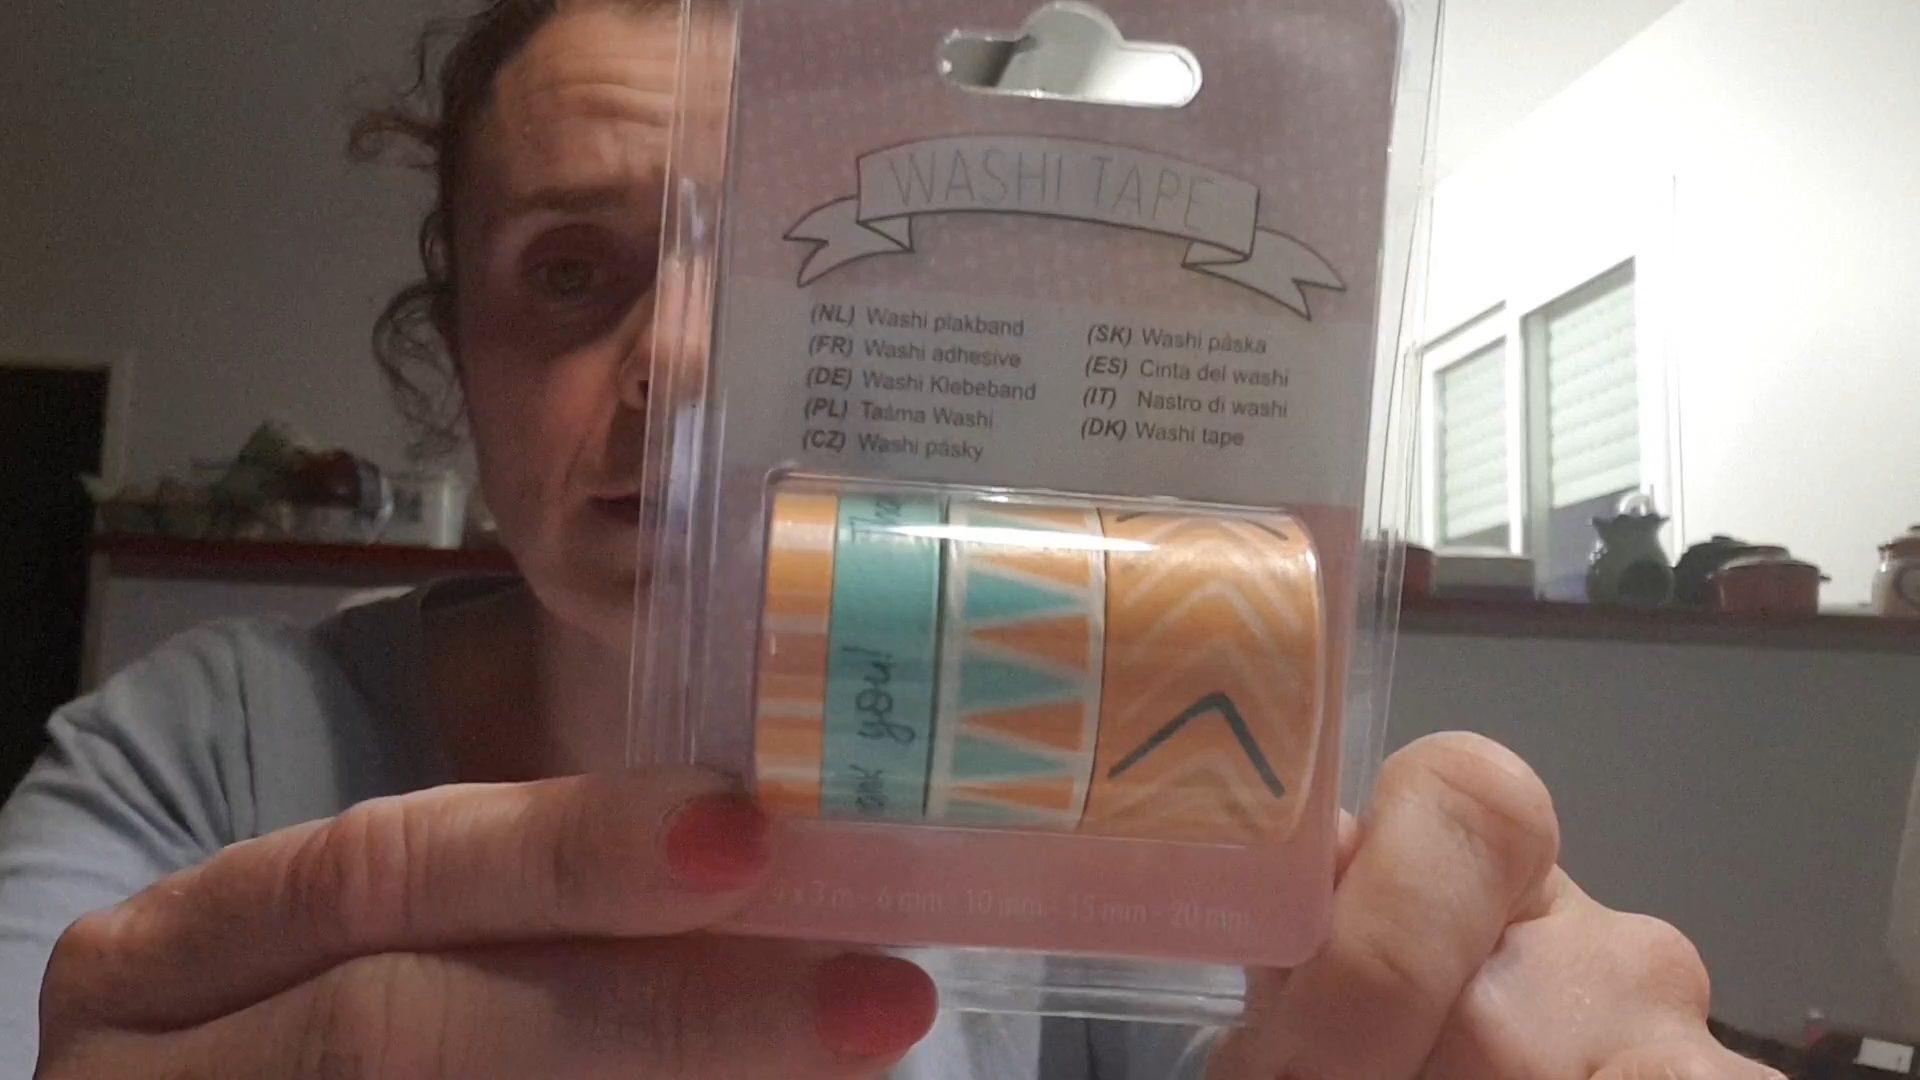 WASHI TAPE
(NL) Washi plakband
(FR) Washi adhesive
(DE) Washi Klebeband
(PL) Taśma Washi
(CZ) Washi pásky
(SK) Washi páska
(ES) Cinta del washi
(IT) Nastro di washi
(DK) Washi tape
you!
x 3 m - 6 mm - 10 mm - 15 mm - 20 mm